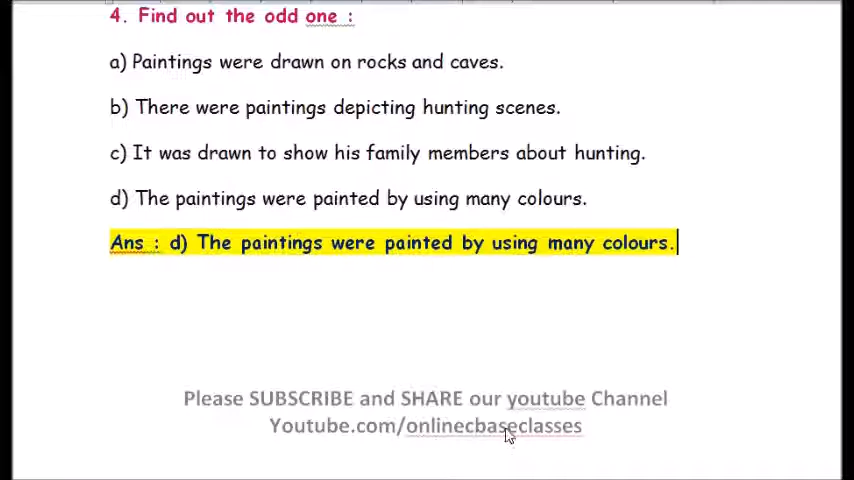 4. Find out the odd one :
a) Paintings were drawn on rocks and caves.
b) There were paintings depicting hunting scenes.
c) It was drawn to show his family members about hunting.
d) The paintings were painted by using many colours.
Ans : d) The paintings were painted by using many colours.
Please SUBSCRIBE and SHARE our youtube Channel
Youtube.com/onlinecbaseclasses